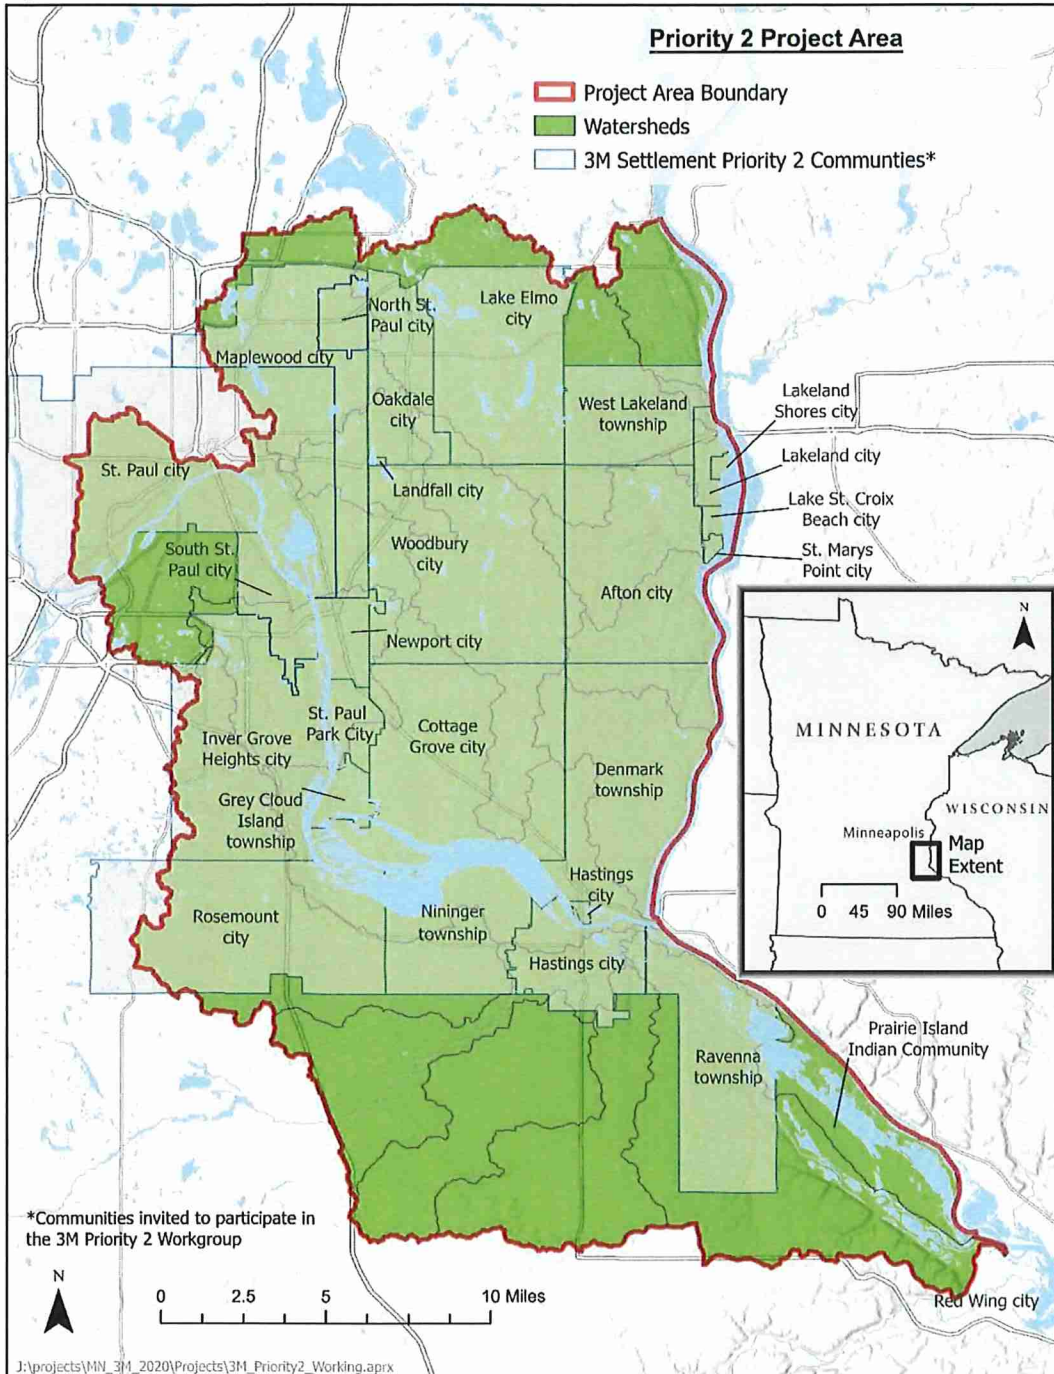 Priority 2 Project Area
Project Area Boundary
Watersheds
3M Settlement Priority 2 Communties*
North St.
Paul city
Lake Elmo
city
Maplewood city
Oakdale
city
West Lakeland
township
Lakeland
Shores city
Lakeland city
St. Paul city
Landfall city
Lake St. Croix
Beach city
South St.
Paul city
Woodbury
city
St. Marys
Point city
Afton city
Newport city
St. Paul
Park City
Inver Grove
Heights city
Cottage
Grove city
Denmark
township
Grey Cloud
Island
township
Hastings
city
Rosemount
city
Nininger
township
Hastings city
Ravenna
township
Prairie Island
Indian Community
Red Wing city
N
MINNESOTA
WISCONSIN
Minneapolis
Map
Extent
0 45 90 Miles
*Communities invited to participate in
the 3M Priority 2 Workgroup
N
0 2.5 5 10 Miles
J:\projects\MN_3M_2020\Projects\3M_Priority2_Working.aprx